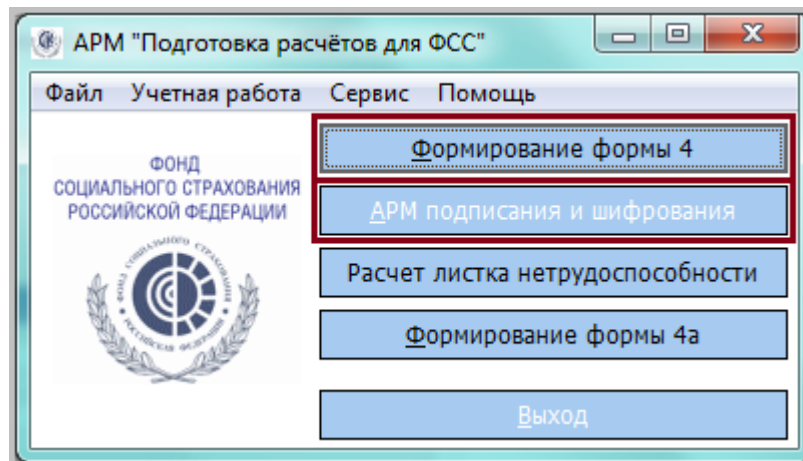 АРМ "Подготовка расчётов для ФСС"
Файл Учетная работа Сервис Помощь
ФОНД
СОЦИАЛЬНОГО СТРАХОВАНИЯ
РОССИЙСКОЙ ФЕДЕРАЦИИ
Формирование формы 4
АРМ подписания и шифрования
Расчет листка нетрудоспособности
Формирование формы 4а
Выход